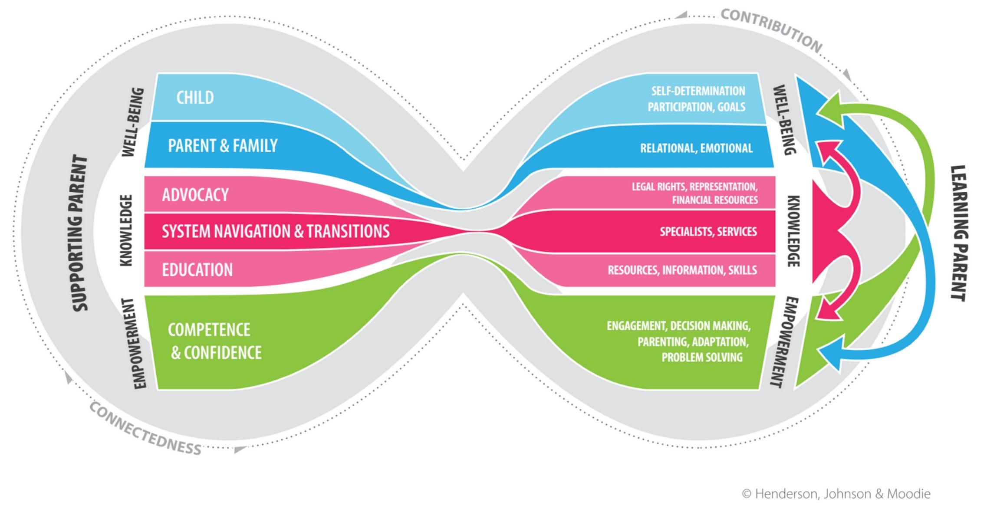 CONTRIBUTION
SUPPORTING PARENT
WELL-BEING
CHILD
PARENT & FAMILY
KNOWLEDGE
ADVOCACY
SYSTEM NAVIGATION & TRANSITIONS
EDUCATION
EMPOWERMENT
COMPETENCE
& CONFIDENCE
CONNECTEDNESS
SELF-DETERMINATION
PARTICIPATION, GOALS
RELATIONAL, EMOTIONAL
WELL-BEING
LEGAL RIGHTS, REPRESENTATION,
FINANCIAL RESOURCES
SPECIALISTS, SERVICES
RESOURCES, INFORMATION, SKILLS
KNOWLEDGE
ENGAGEMENT, DECISION MAKING,
PARENTING, ADAPTATION,
PROBLEM SOLVING
EMPOWERMENT
LEARNING PARENT
© Henderson, Johnson & Moodie